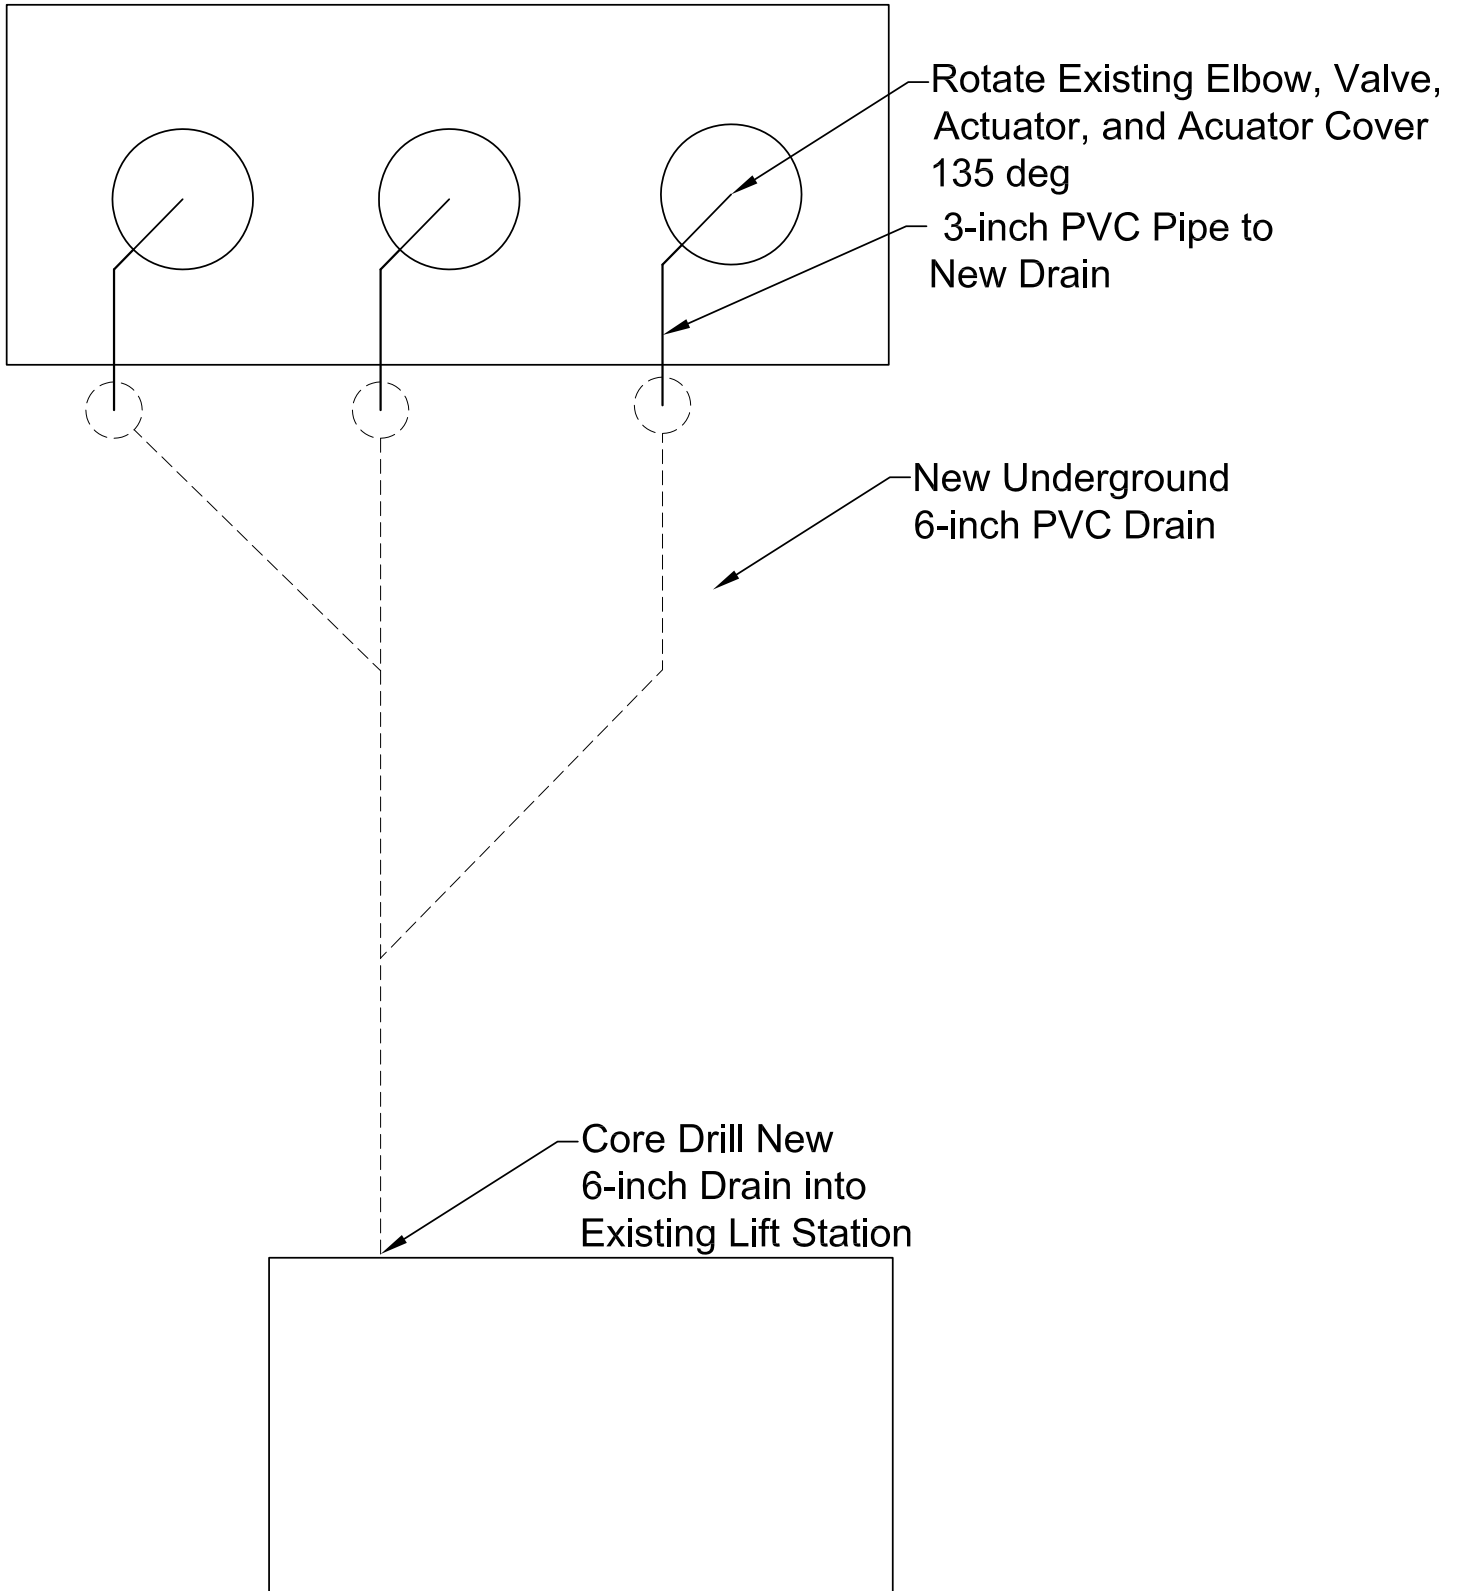 Rotate Existing Elbow, Valve,
Actuator, and Acuator Cover
135 deg
3-inch PVC Pipe to
New Drain
New Underground
6-inch PVC Drain
Core Drill New
6-inch Drain into
Existing Lift Station